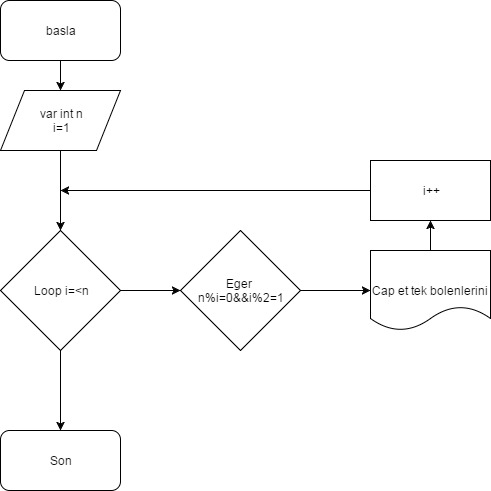 basla
var int n
i=1
i++
Loop i=<n
Eger
n%i=0&&i%2=1
Cap et tek bolenlerini
Son